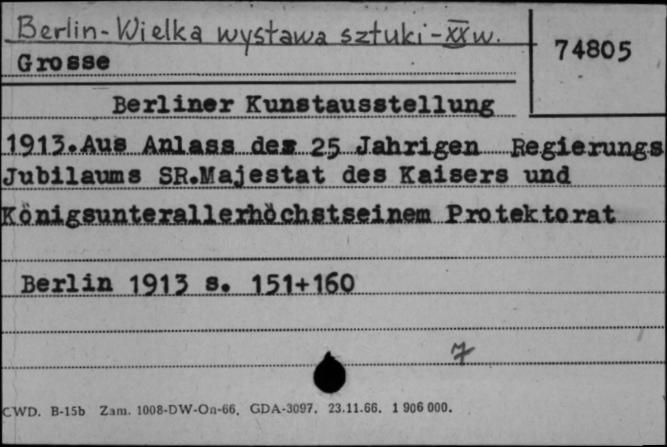 Berlin-Wielka wystawa sztuki-XXw.
74805
Grosse
Berliner Kunstausstellung
1913.Aus Anlass des 25 Jahrigen Regierungs
Jubilaums SR.Majestat des Kaisers und
Königsunterallerhöchstseinem Protektorat
Berlin 1913 s. 151+160
7
CWD. B-15b Zam. 1008-DW-On-66. GDA-3097. 23.11.66. 1 906 000.